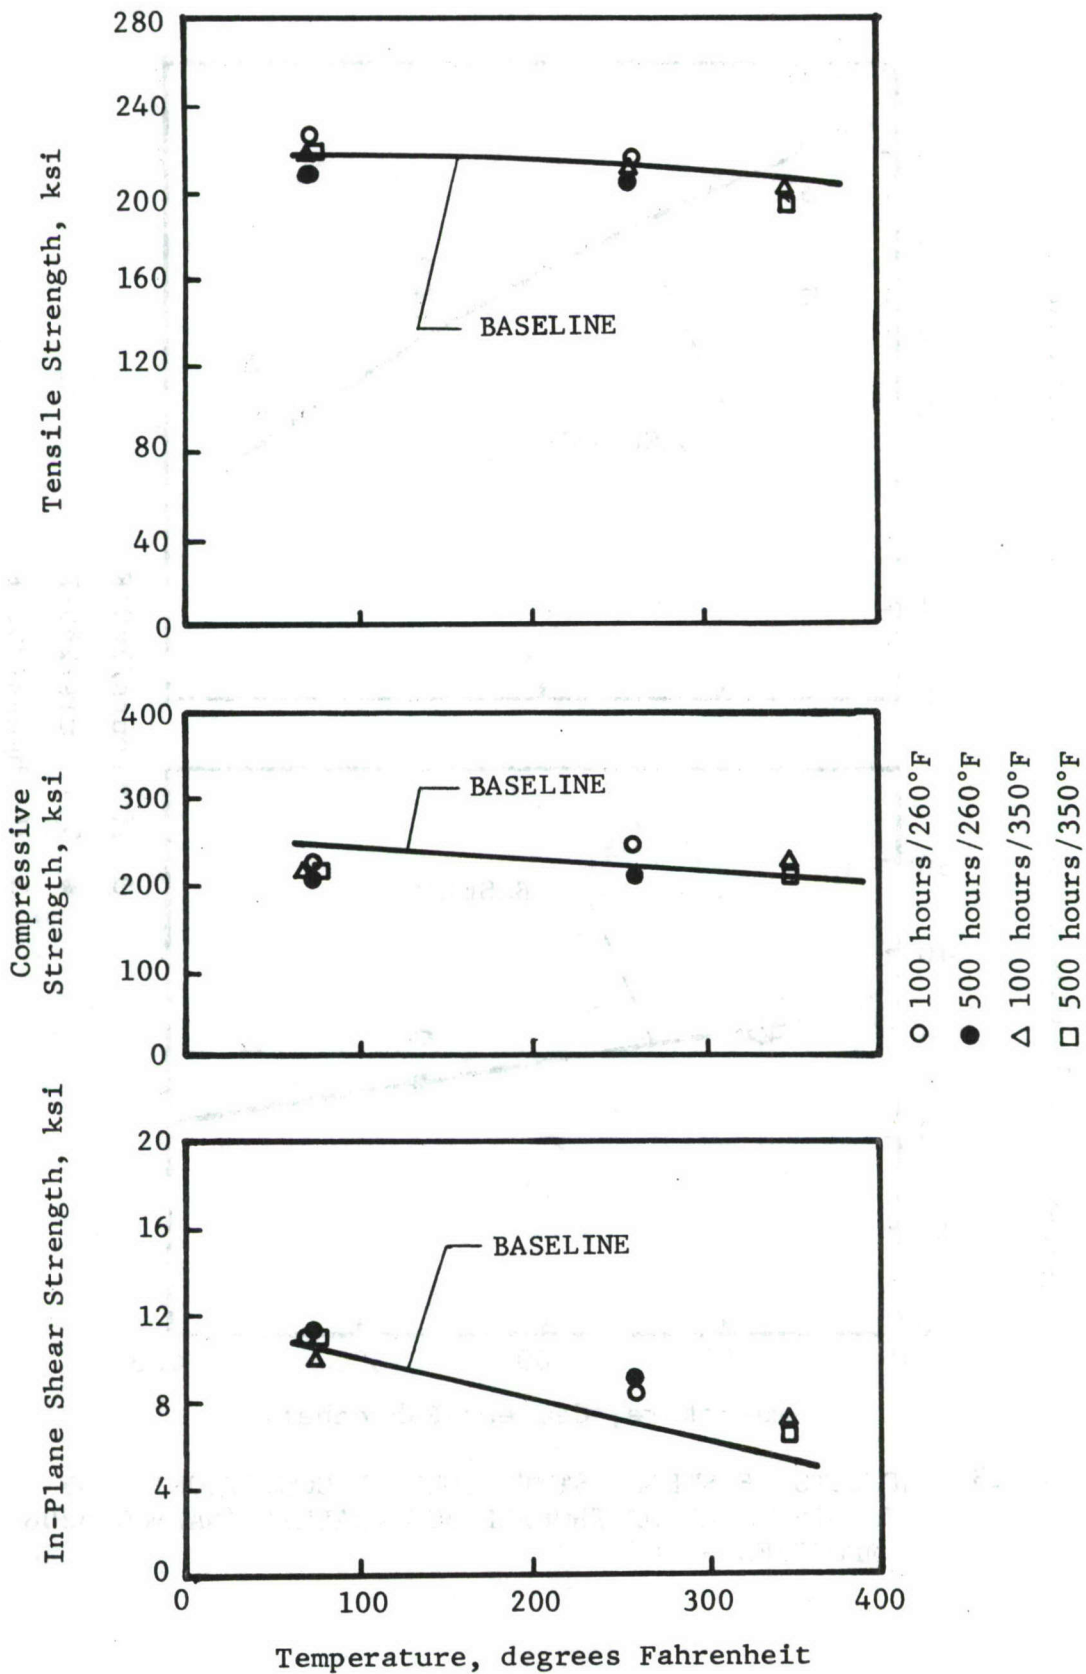 Tensile Strength, ksi
280
240
200
160
120
80
40
0
BASELINE
Compressive
Strength, ksi
400
300
200
100
0
BASELINE
○ 100 hours/260°F
● 500 hours/260°F
△ 100 hours/350°F
□ 500 hours/350°F
In-Plane Shear Strength, ksi
20
16
12
8
4
0
BASELINE
0 100 200 300 400
Temperature, degrees Fahrenheit